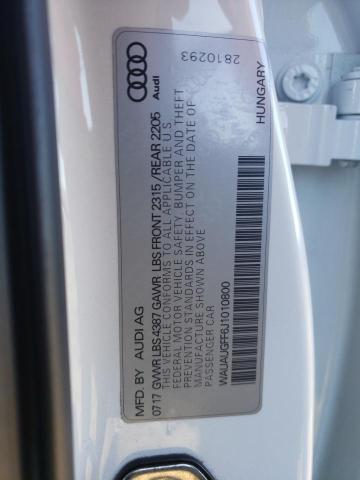 MFD. BY AUDI AG
0717 GVWR LBS 4387 GAWR LBS FRONT 2315 / REAR 2205
THIS VEHICLE CONFORMS TO ALL APPLICABLE U S
FEDERAL MOTOR VEHICLE SAFETY, BUMPER AND THEFT
PREVENTION STANDARDS IN EFFECT ON THE DATE OF
MANUFACTURE SHOWN ABOVE
PASSENGER CAR
WAUAUGFF6J1010800
Audi
2810293
HUNGARY